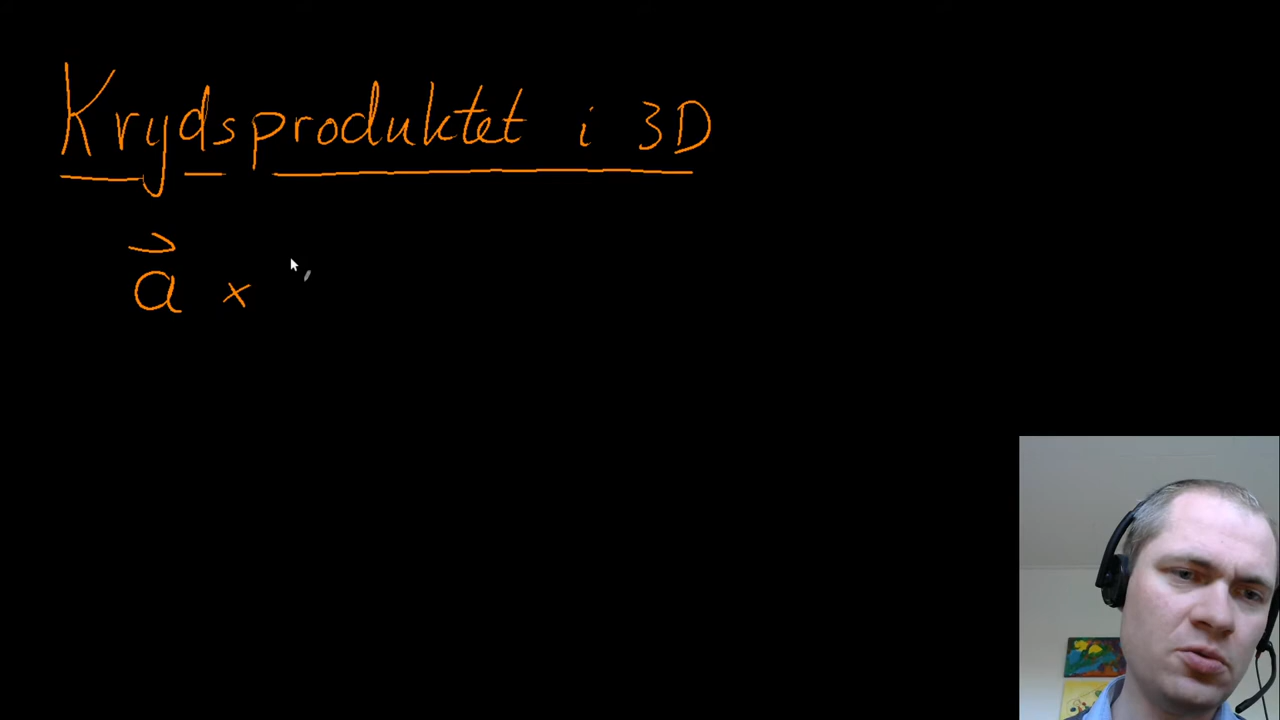 Krydsproduktet i 3D
a⃗ ×